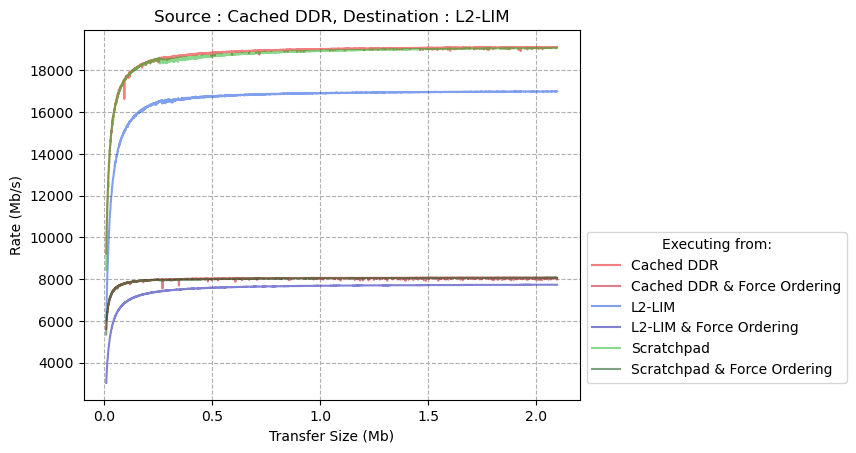 Source : Cached DDR, Destination : L2-LIM
Rate (Mb/s)
18000
16000
14000
12000
10000
8000
6000
4000
0.0 0.5 1.0 1.5 2.0
Transfer Size (Mb)
Executing from:
Cached DDR
Cached DDR & Force Ordering
L2-LIM
L2-LIM & Force Ordering
Scratchpad
Scratchpad & Force Ordering